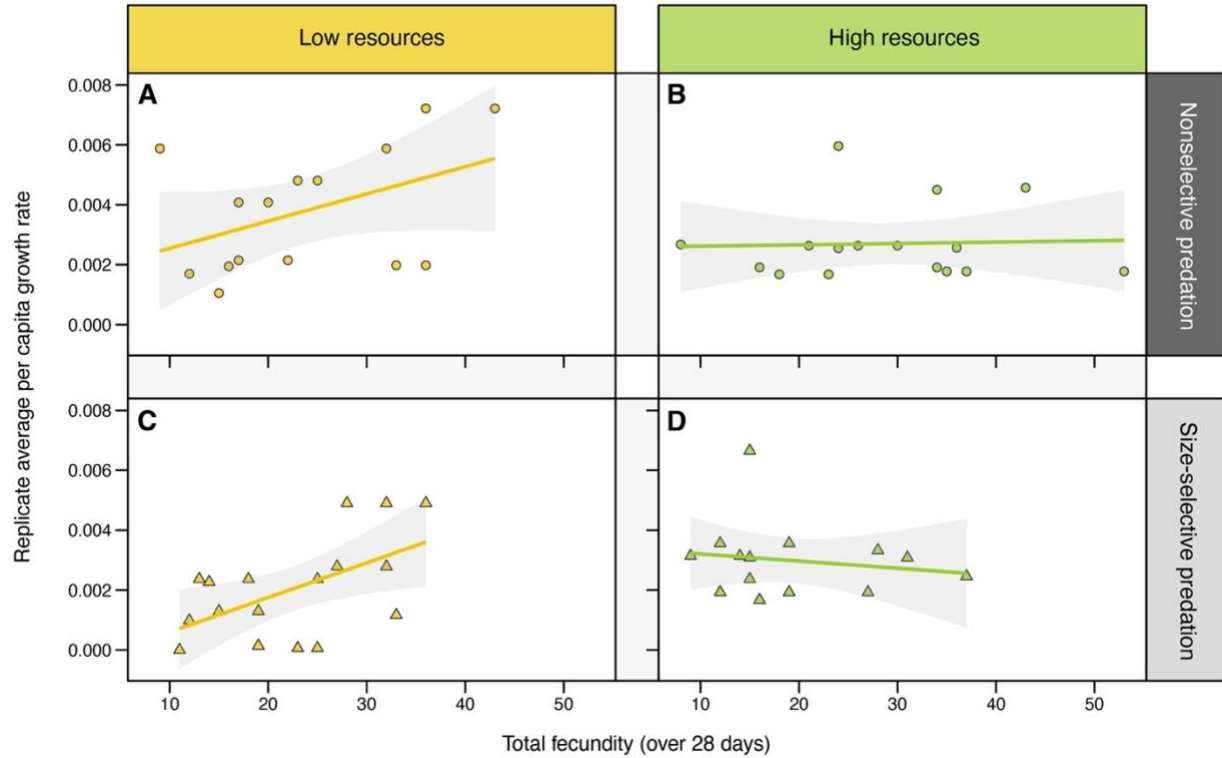 Low resources
High resources
A
B
0.008
0.006
0.004
0.002
0.000
Nonselective predation
Replicate average per capita growth rate
C
D
0.008
0.006
0.004
0.002
0.000
Size-selective predation
10 20 30 40 50
10 20 30 40 50
Total fecundity (over 28 days)